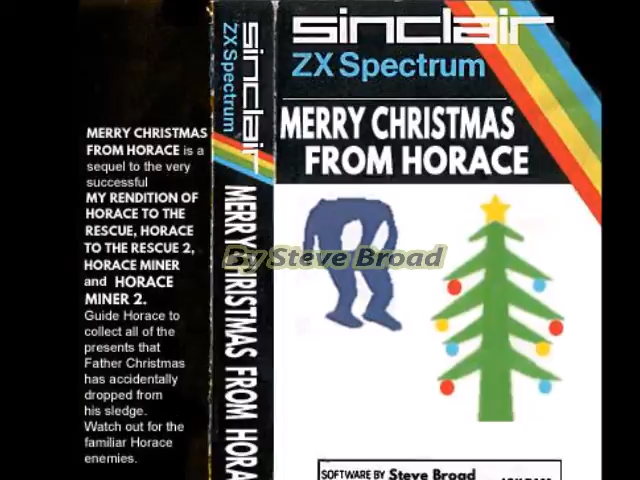 MERRY CHRISTMAS
FROM HORACE is a
sequel to the very
successful
MY RENDITION OF
HORACE TO THE
RESCUE, HORACE
TO THE RESCUE 2,
HORACE MINER
and HORACE
MINER 2.
Guide Horace to
collect all of the
presents that
Father Christmas
has accidentally
dropped from
his sledge.
Watch out for the
familiar Horace
enemies.
sinclair
ZX Spectrum
MERRY CHRISTMAS FROM HORA
sinclair
ZX Spectrum
MERRY CHRISTMAS
FROM HORACE
By Steve Broad
SOFTWARE BY Steve Broad